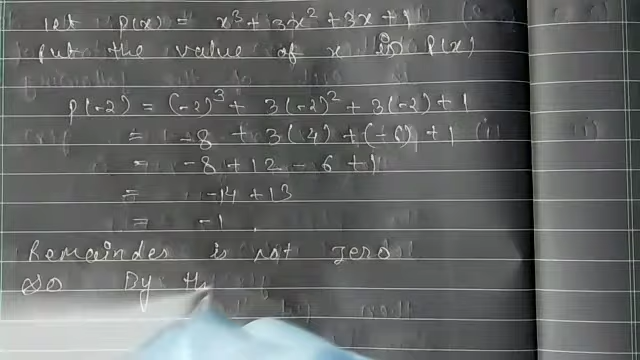 Let p(x) = x³ + 3x² + 3x + 1
put the value of x in P(x)
p(-2) = (-2)³ + 3(-2)² + 3(-2) + 1
= -8 + 3(4) + (-6) + 1
= -8 + 12 - 6 + 1
= -14 + 13
= -1.
Remainder is not zero
so By th